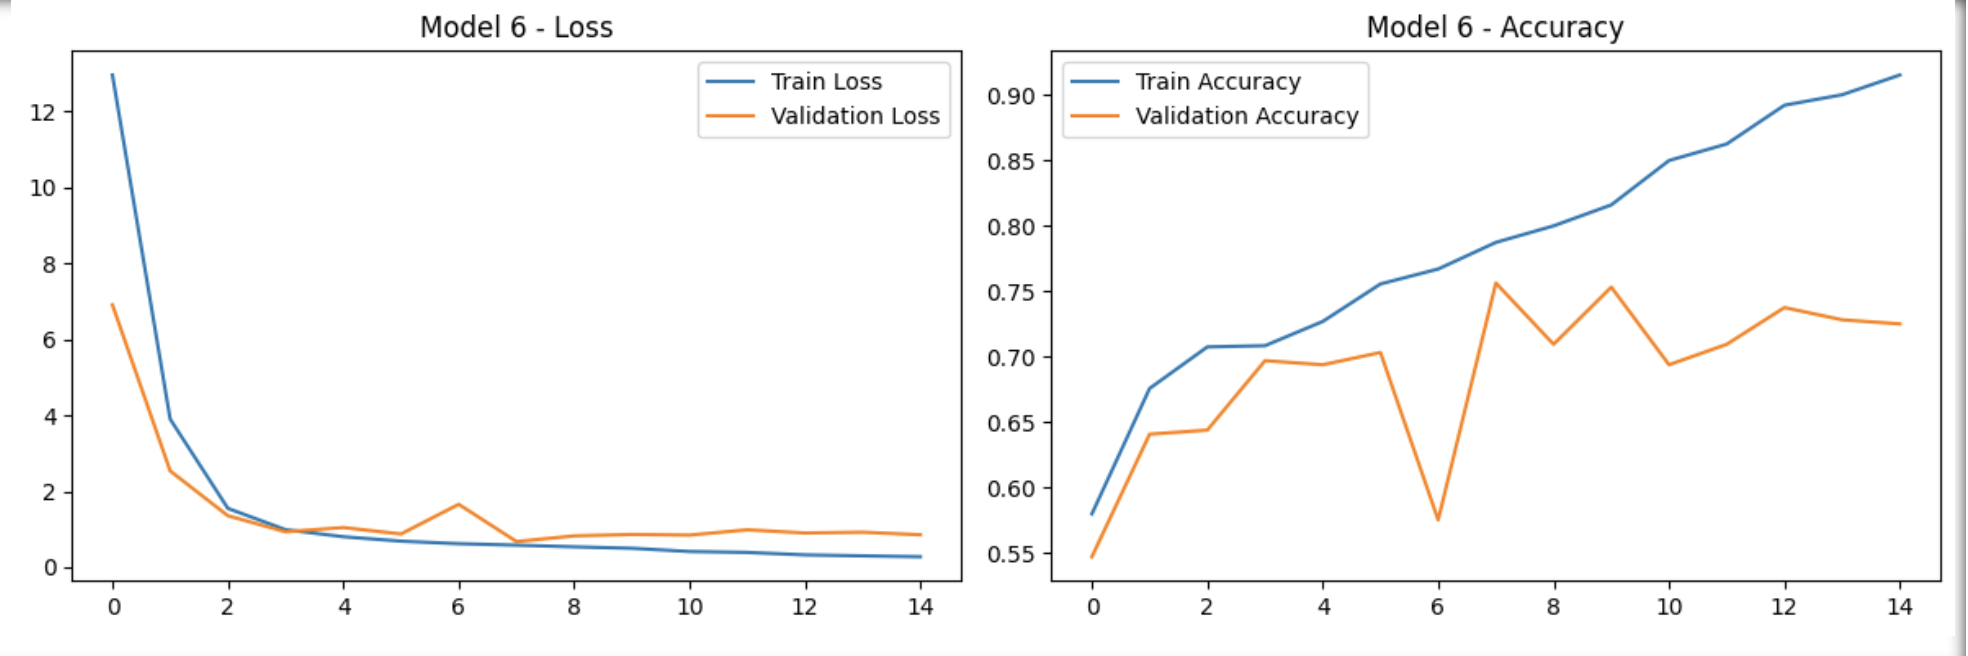 Model 6 - Loss
Train Loss
Validation Loss
12
10
8
6
4
2
0
0 2 4 6 8 10 12 14
Model 6 - Accuracy
Train Accuracy
Validation Accuracy
0.90
0.85
0.80
0.75
0.70
0.65
0.60
0.55
0 2 4 6 8 10 12 14